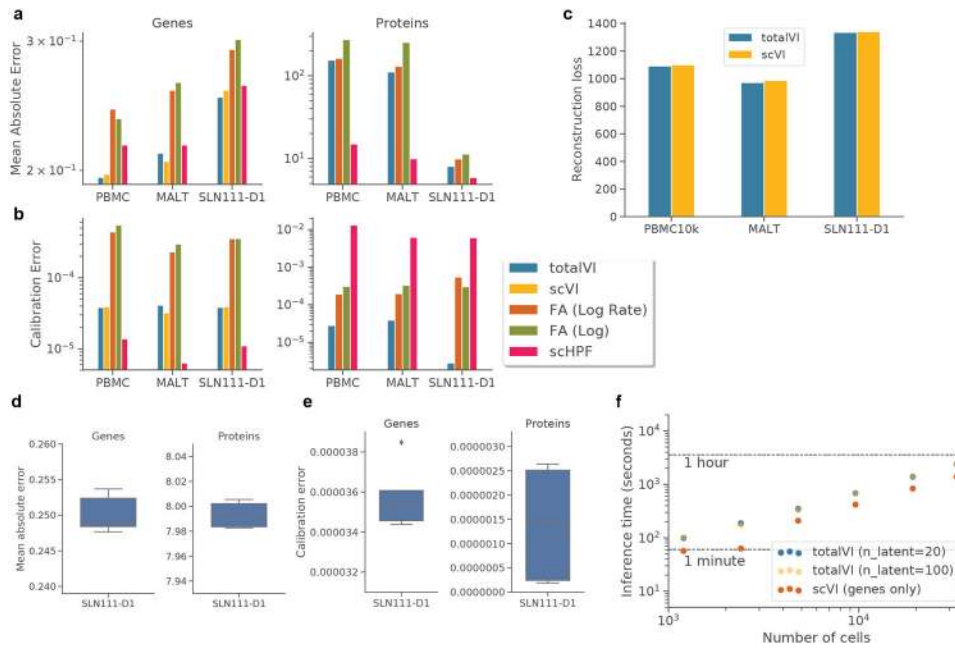 a
Genes
Proteins
Mean Absolute Error
3 × 10⁻¹
2 × 10⁻¹
PBMC MALT SLN111-D1
10²
10¹
PBMC MALT SLN111-D1
b
Calibration Error
10⁻⁴
10⁻⁵
PBMC MALT SLN111-D1
10⁻²
10⁻³
10⁻⁴
10⁻⁵
PBMC MALT SLN111-D1
totalVI
scVI
FA (Log Rate)
FA (Log)
scHPF
c
Reconstruction loss
1400
1200
1000
800
600
400
200
0
totalVI
scVI
PBMC10k MALT SLN111-D1
d
Genes
Mean absolute error
0.260
0.255
0.250
0.245
0.240
SLN111-D1
Proteins
8.04
8.02
8.00
7.98
7.96
7.94
SLN111-D1
e
Genes
Calibration error
0.000038
0.000036
0.000034
0.000032
SLN111-D1
Proteins
0.0000030
0.0000025
0.0000020
0.0000015
0.0000010
0.0000005
0.0000000
SLN111-D1
f
Inference time (seconds)
10⁴
10³
10²
10¹
1 hour
1 minute
totalVI (n_latent=20)
totalVI (n_latent=100)
scVI (genes only)
10³ 10⁴
Number of cells